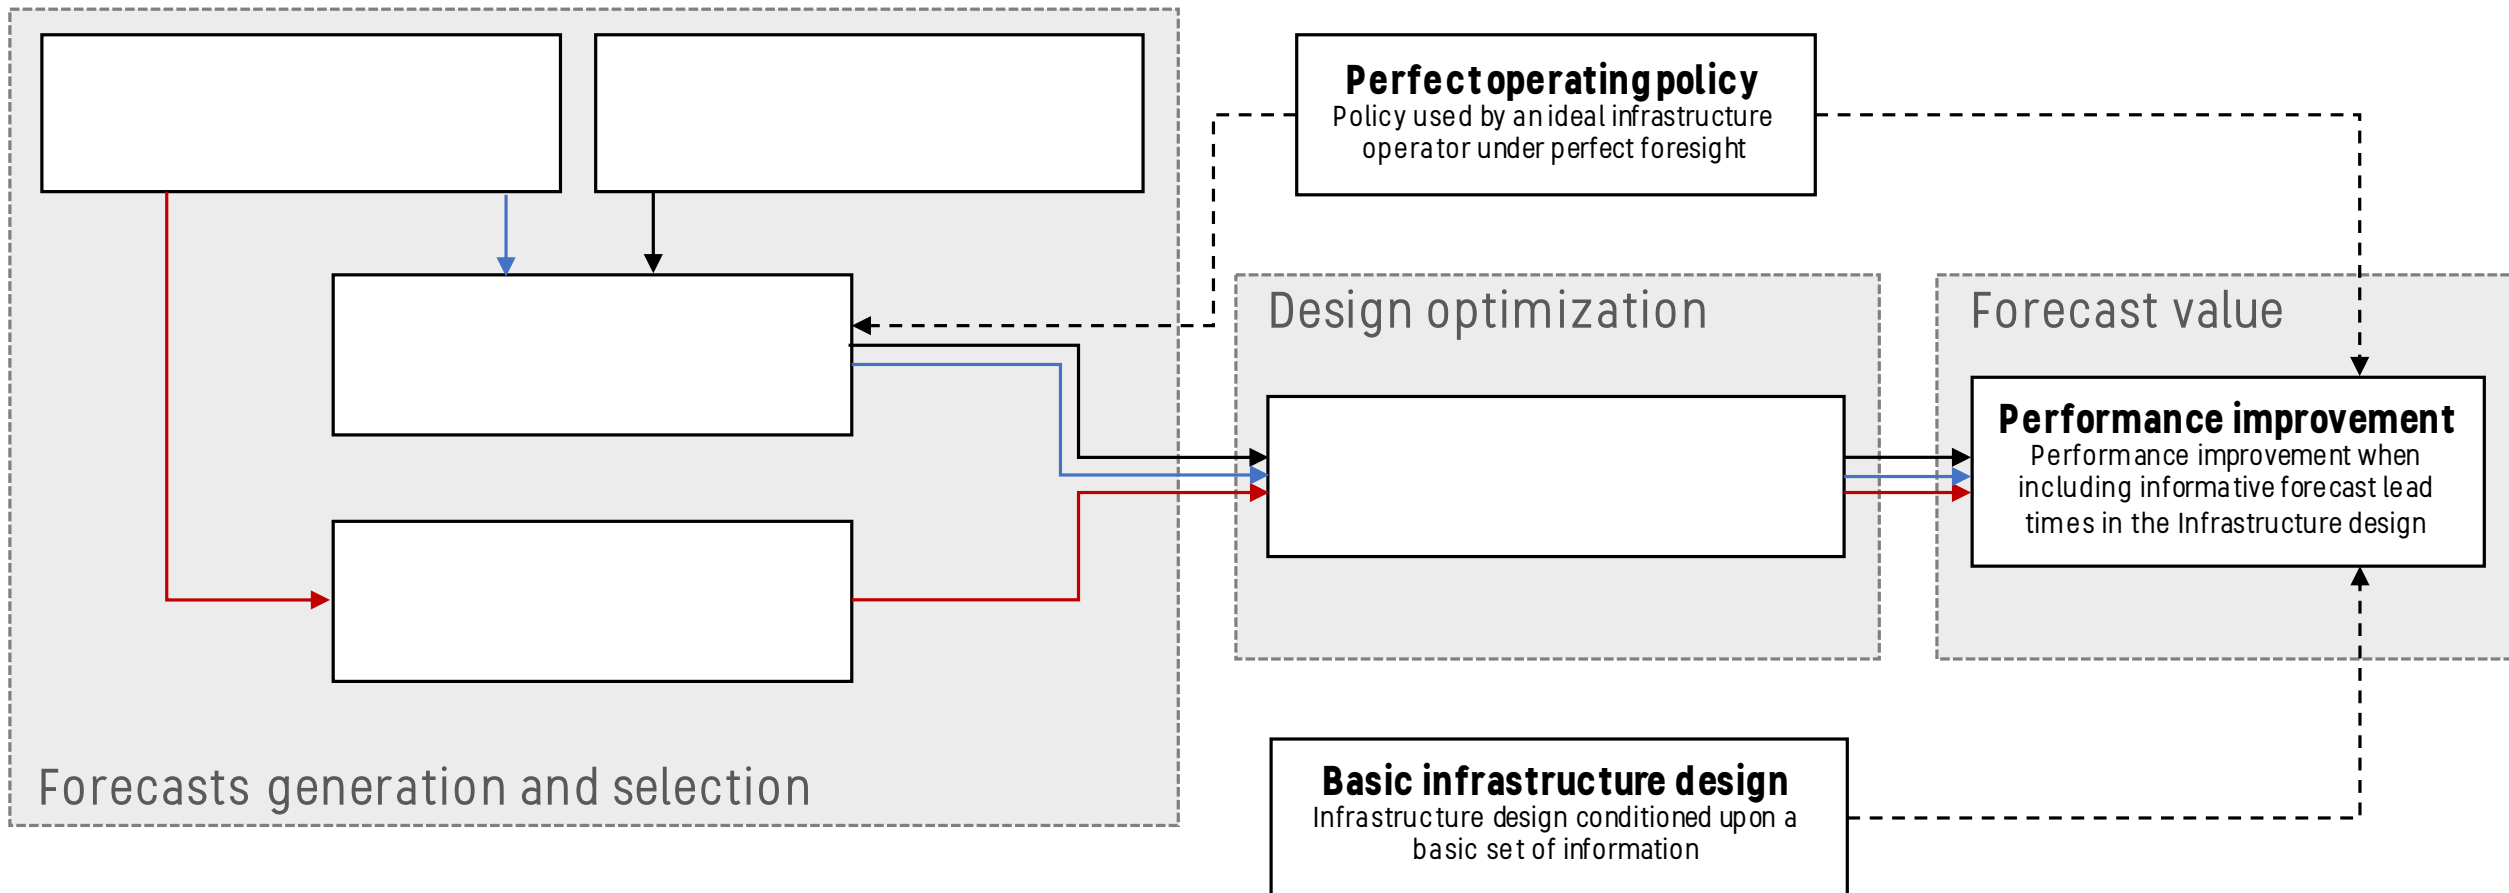 Perfect operating policy
Policy used by an ideal infrastructure
operator under perfect foresight
Design optimization
Forecast value
Performance improvement
Performance improvement when
including informative forecast lead
times in the Infrastructure design
Forecasts generation and selection
Basic infrastructure design
Infrastructure design conditioned upon a
basic set of information